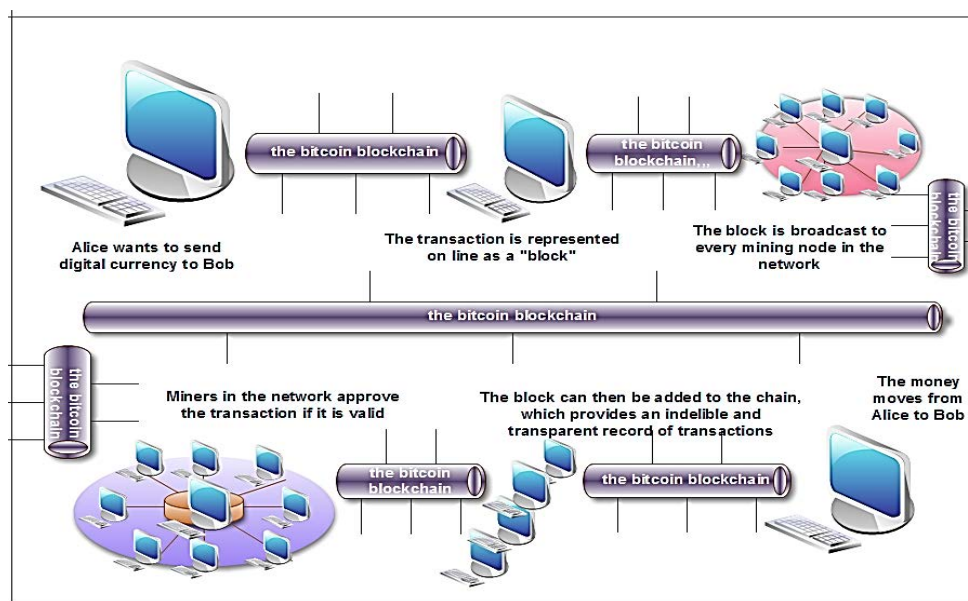 the bitcoin blockchain
the bitcoin
blockchain...
the bitcoin
blockchain
Alice wants to send
digital currency to Bob
The transaction is represented
on line as a "block"
The block is broadcast to
every mining node in the
network
the bitcoin blockchain
the bitcoin
blockchain
Miners in the network approve
the transaction if it is valid
The block can then be added to the chain,
which provides an indelible and
transparent record of transactions
The money
moves from
Alice to Bob
the bitcoin
blockchain
the bitcoin blockchain